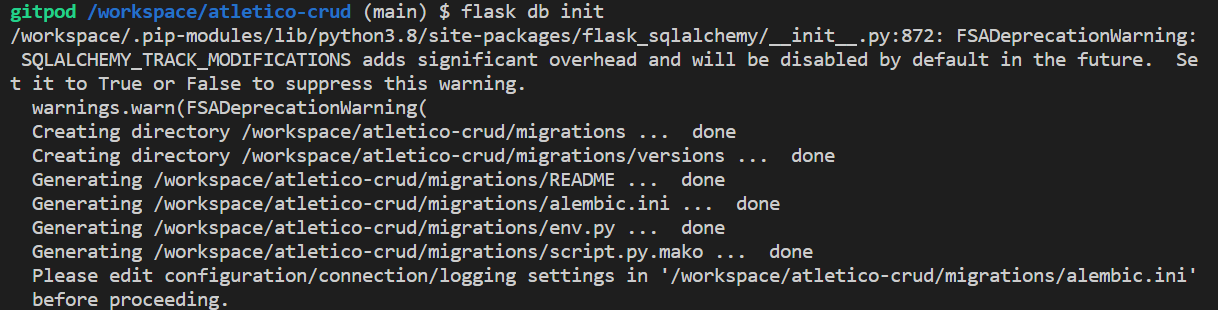 gitpod /workspace/atletico-crud (main) $ flask db init
/workspace/.pip-modules/lib/python3.8/site-packages/flask_sqlalchemy/__init__.py:872: FSADeprecationWarning:
SQLALCHEMY_TRACK_MODIFICATIONS adds significant overhead and will be disabled by default in the future.  Se
t it to True or False to suppress this warning.
warnings.warn(FSADeprecationWarning(
Creating directory /workspace/atletico-crud/migrations ...  done
Creating directory /workspace/atletico-crud/migrations/versions ...  done
Generating /workspace/atletico-crud/migrations/README ...  done
Generating /workspace/atletico-crud/migrations/alembic.ini ...  done
Generating /workspace/atletico-crud/migrations/env.py ...  done
Generating /workspace/atletico-crud/migrations/script.py.mako ...  done
Please edit configuration/connection/logging settings in '/workspace/atletico-crud/migrations/alembic.ini'
before proceeding.